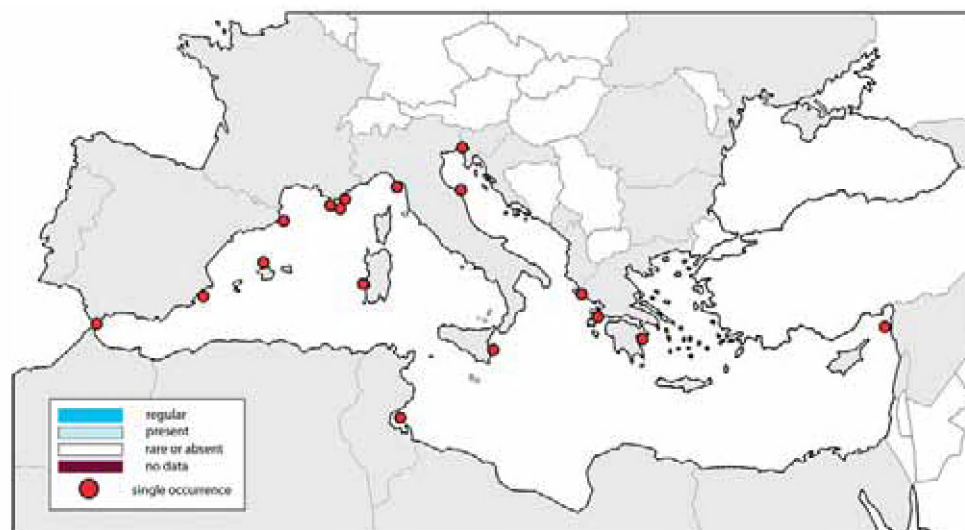 regular
present
rare or absent
no data
single occurrence